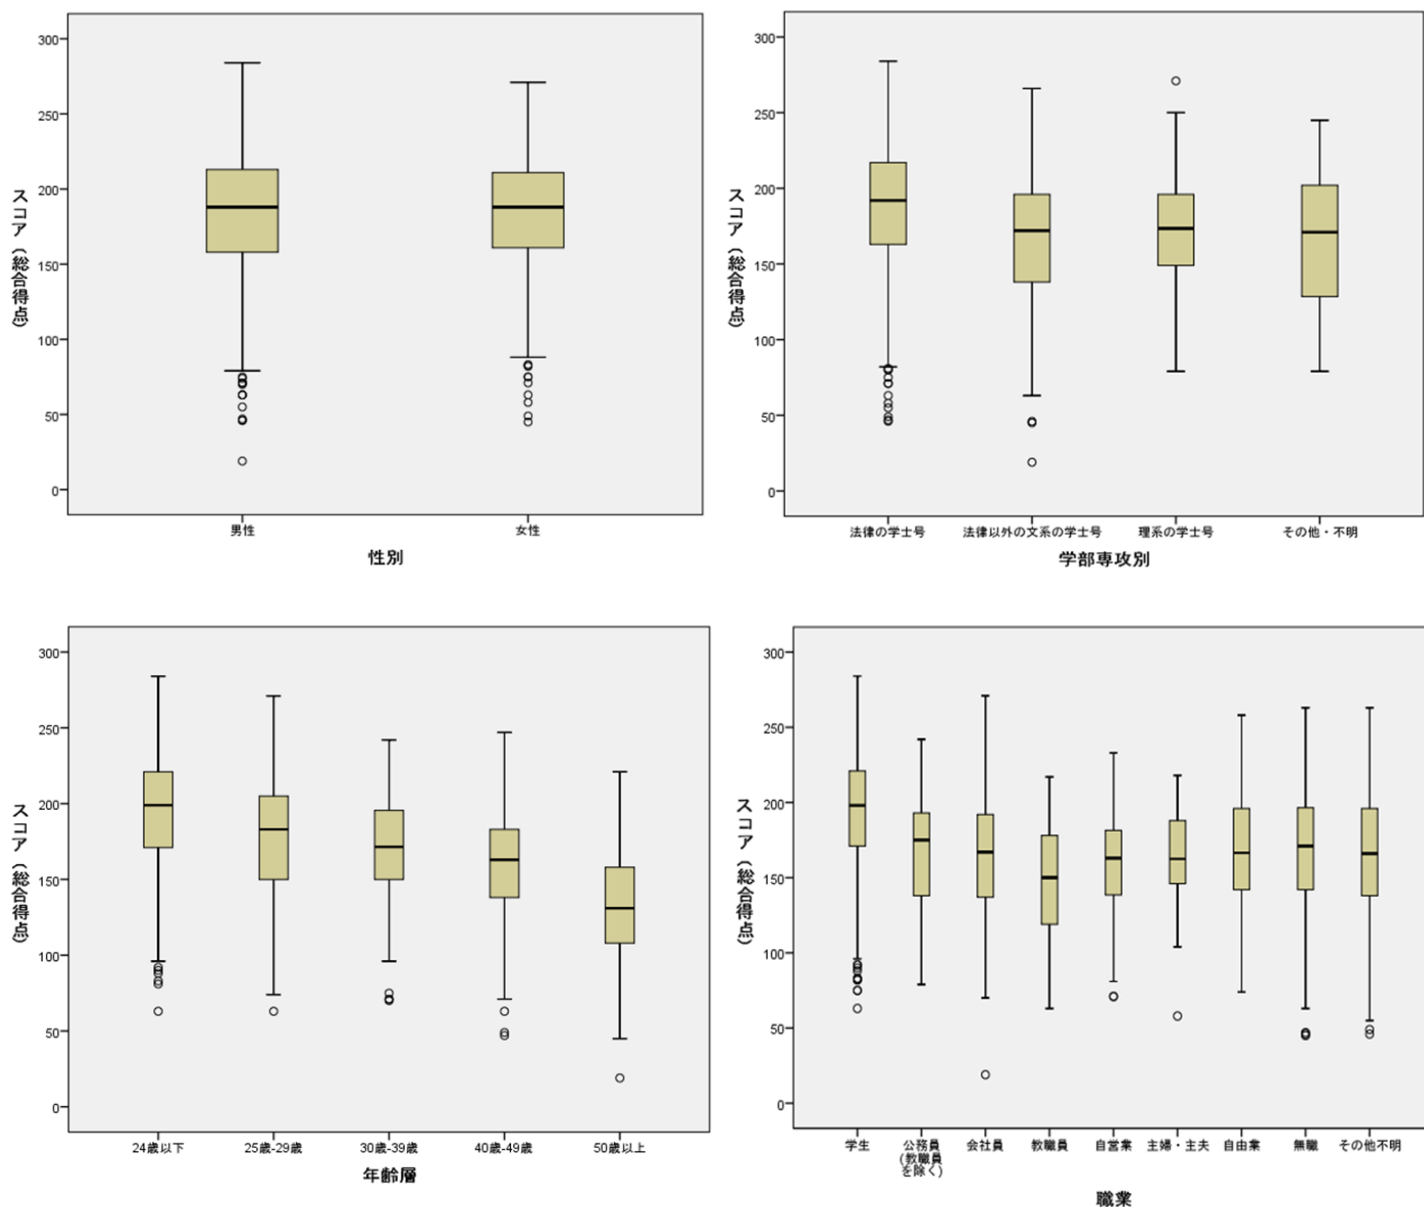 スコア（総合得点）
300
250
200
150
100
50
0
男性
女性
性別
スコア（総合得点）
300
250
200
150
100
50
0
法律の学士号
法律以外の文系の学士号
理系の学士号
その他・不明
学部専攻別
スコア（総合得点）
300
250
200
150
100
50
0
24歳以下
25歳-29歳
30歳-39歳
40歳-49歳
50歳以上
年齢層
スコア（総合得点）
300
250
200
150
100
50
0
学生
公務員
(教職員
を除く)
会社員
教職員
自営業
主婦・主夫
自由業
無職
その他不明
職業